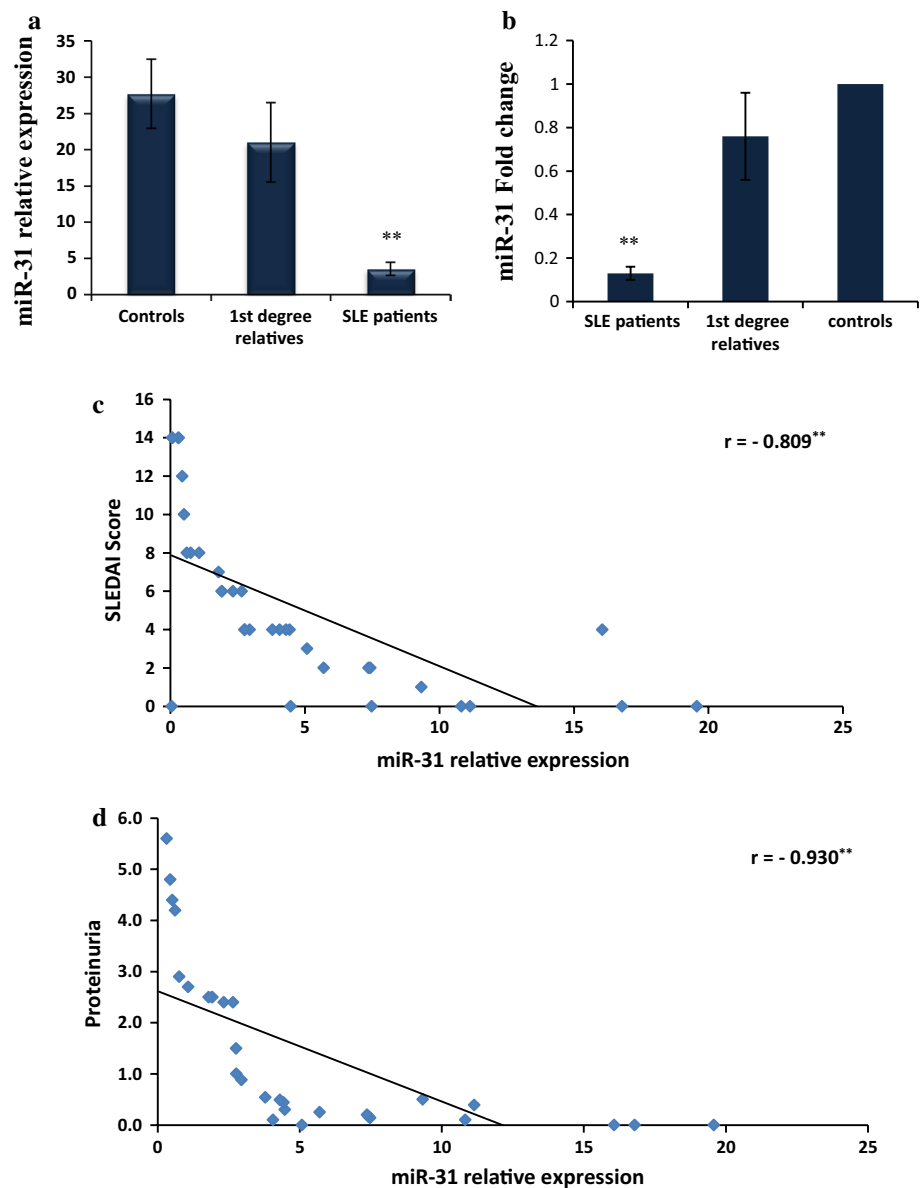 a
miR-31 relative expression
35
30
25
20
15
10
5
0
**
Controls
1st degree
relatives
SLE patients
b
miR-31 Fold change
1.2
1
0.8
0.6
0.4
0.2
0
**
SLE patients
1st degree
relatives
controls
c
SLEDAI Score
16
14
12
10
8
6
4
2
0
r = - 0.809**
0 5 10 15 20 25
miR-31 relative expression
d
Proteinuria
6.0
5.0
4.0
3.0
2.0
1.0
0.0
r = - 0.930**
0 5 10 15 20 25
miR-31 relative expression